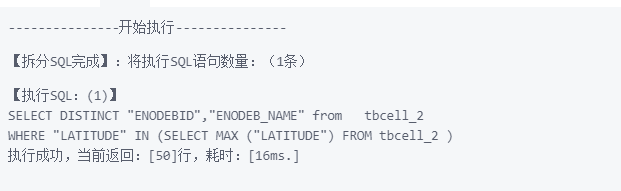 ---------------开始执行---------------
【拆分SQL完成】：将执行SQL语句数量：（1条）
【执行SQL：(1)】
SELECT DISTINCT "ENODEBID","ENODEB_NAME" from   tbcell_2
WHERE "LATITUDE" IN (SELECT MAX ("LATITUDE") FROM tbcell_2 )
执行成功，当前返回：[50]行，耗时：[16ms.]